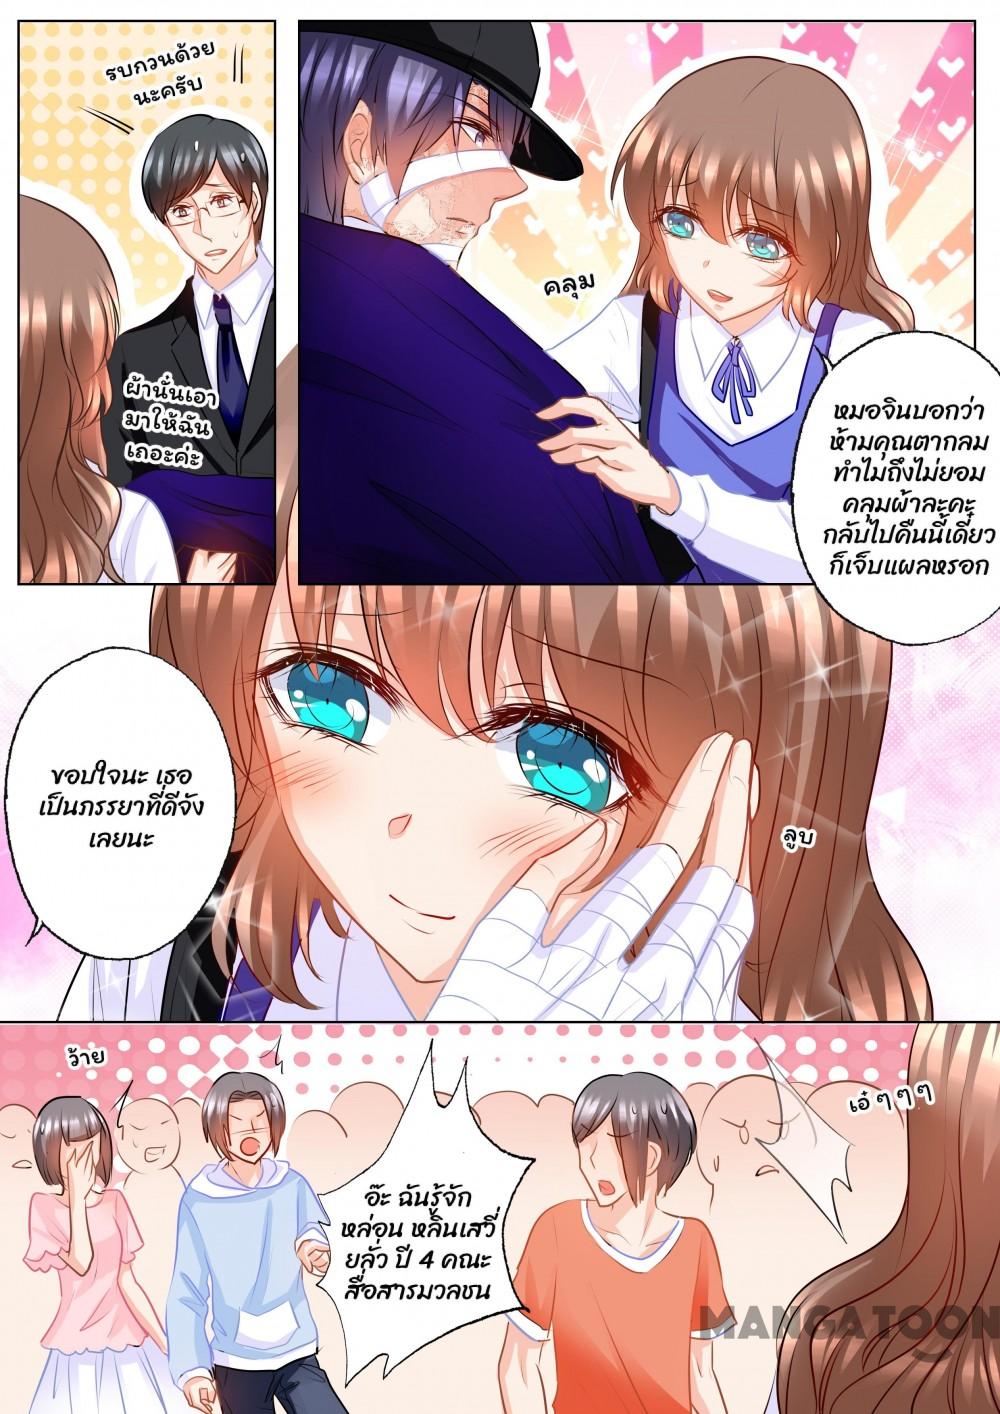 รบกวนด้วย
นะครับ
ผ้านั่นเอา
มาให้ฉัน
เถอะค่ะ
คลุม
หมอจินบอกว่า
ห้ามคุณตากลม
ทำไมถึงไม่ยอม
คลุมผ้าละคะ
กลับไปคืนนี้เดี๋ยว
ก็เจ็บแผลหรอก
ขอบใจนะ เธอ
เป็นภรรยาที่ดีจัง
เลยนะ
ลูบ
ว้าย
อ๊ะ ฉันรู้จัก
หล่อน หลินเสวี่
ยลั่ว ปี 4 คณะ
สื่อสารมวลชน
เอ๋ๆๆๆ
MANGATOON